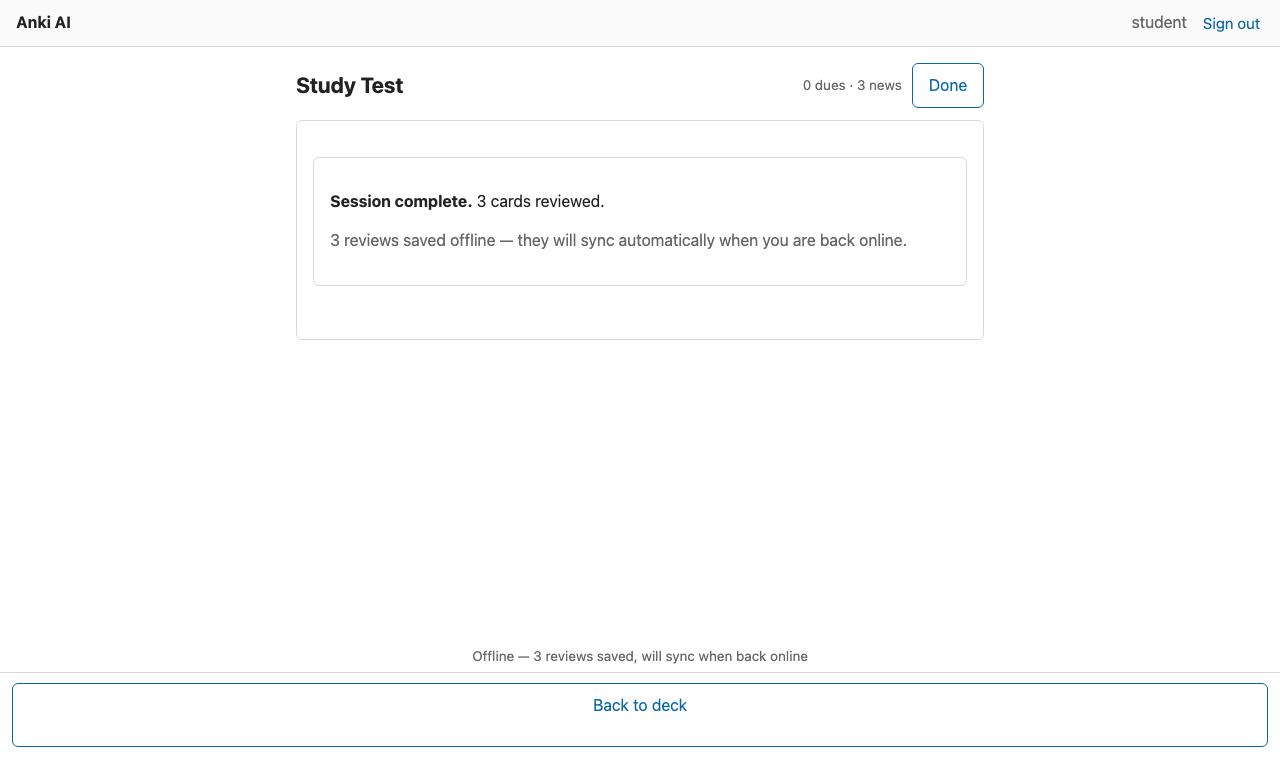 Anki AI
student
Sign out
Study Test
0 dues · 3 news
Done
Session complete. 3 cards reviewed.
3 reviews saved offline — they will sync automatically when you are back online.
Offline — 3 reviews saved, will sync when back online
Back to deck